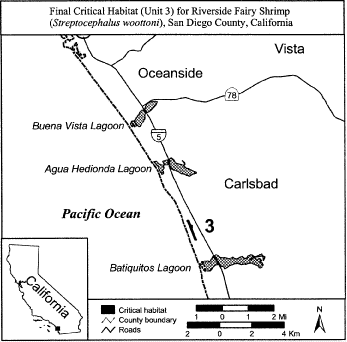 Final Critical Habitat (Unit 3) for Riverside Fairy Shrimp
(Streptocephalus woottoni), San Diego County, California
Vista
Oceanside
78
Buena Vista Lagoon
5
Agua Hedionda Lagoon
Carlsbad
Pacific Ocean
3
Batiquitos Lagoon
California
Critical habitat
County boundary
Roads
1 0 1 2 Mi
2 0 2 4 Km
N